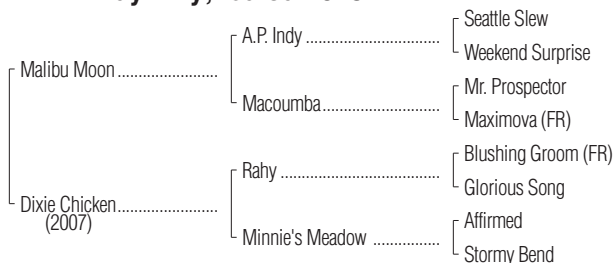 Seattle Slew
A.P. Indy
Weekend Surprise
Malibu Moon
Mr. Prospector
Macoumba
Maximova (FR)
Blushing Groom (FR)
Rahy
Glorious Song
Dixie Chicken
(2007)
Affirmed
Minnie's Meadow
Stormy Bend